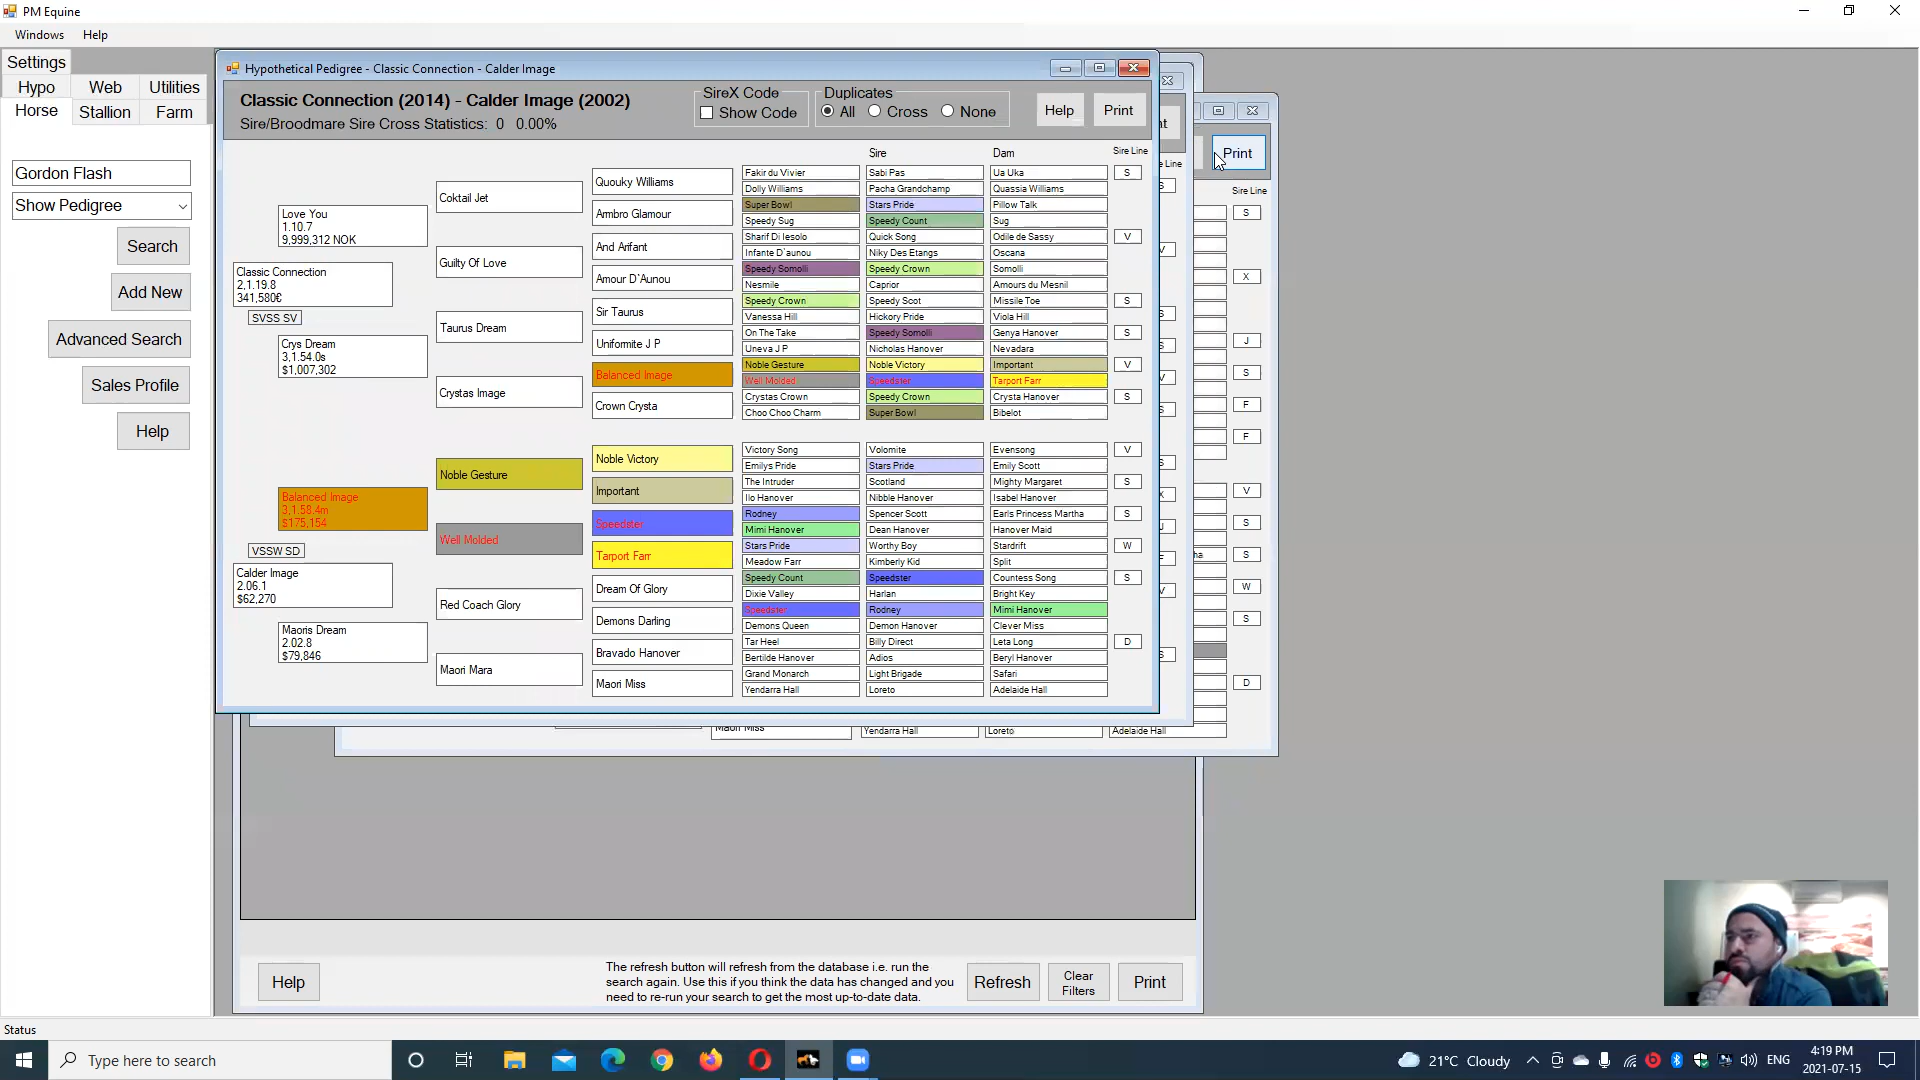 PM Equine
Windows Help
Settings
Hypo Web Utilities
Horse Stallion Farm
Gordon Flash
Show Pedigree
Search
Add New
Advanced Search
Sales Profile
Help
Hypothetical Pedigree - Classic Connection - Calder Image
Classic Connection (2014) - Calder Image (2002)
Sire/Broodmare Sire Cross Statistics: 0 0.00%
SireX Code
Show Code
Duplicates
All Cross None
Help Print
Love You
1.10.7
9,999,312 NOK
Classic Connection
2,1.19.8
341,580€
SVSS SV
Crys Dream
3,1.54.0s
$1,007,302
Balanced Image
3,1.58.4m
$175,154
VSSW SD
Calder Image
2.06.1
$62,270
Maoris Dream
2.02.8
$79,846
Coktail Jet
Guilty Of Love
Taurus Dream
Crystas Image
Noble Gesture
Well Molded
Red Coach Glory
Maori Mara
Quouky Williams
Ambro Glamour
And Arifant
Amour D`Aunou
Sir Taurus
Uniformite J P
Balanced Image
Crown Crysta
Noble Victory
Important
Speedster
Tarport Farr
Dream Of Glory
Demons Darling
Bravado Hanover
Maori Miss
Sire Dam Sire Line
Fakir du Vivier Sabi Pas Ua Uka S
Dolly Williams Pacha Grandchamp Quassia Williams
Super Bowl Stars Pride Pillow Talk
Speedy Sug Speedy Count Sug
Sharif Di Iesolo Quick Song Odile de Sassy V
Infante D`aunou Niky Des Etangs Oscana
Speedy Somolli Speedy Crown Somolli
Nesmile Caprior Amours du Mesnil
Speedy Crown Speedy Scot Missile Toe S
Vanessa Hill Hickory Pride Viola Hill
On The Take Speedy Somolli Genya Hanover S
Uneva J P Nicholas Hanover Nevadara
Noble Gesture Noble Victory Important V
Well Molded Speedster Tarport Farr
Crystas Crown Speedy Crown Crysta Hanover S
Choo Choo Charm Super Bowl Bibelot
Victory Song Volomite Evensong V
Emilys Pride Stars Pride Emily Scott
The Intruder Scotland Mighty Margaret S
Ilo Hanover Nibble Hanover Isabel Hanover
Rodney Spencer Scott Earls Princess Martha S
Mimi Hanover Dean Hanover Hanover Maid
Stars Pride Worthy Boy Stardrift W
Meadow Farr Kimberly Kid Split
Speedy Count Speedster Countess Song S
Dixie Valley Harlan Bright Key
Speedster Rodney Mimi Hanover
Demons Queen Demon Hanover Clever Miss
Tar Heel Billy Direct Leta Long D
Bertilde Hanover Adios Beryl Hanover
Grand Monarch Light Brigade Safari
Yendarra Hall Loreto Adelaide Hall
Print
Sire Line
S
X
J
S
F
F
V
S
S
W
S
D
Maori Miss Yendarra Hall Loreto Adelaide Hall
Help
The refresh button will refresh from the database i.e. run the
search again. Use this if you think the data has changed and you
need to re-run your search to get the most up-to-date data.
Refresh
Clear
Filters
Print
Status
Type here to search
21°C Cloudy
ENG
4:19 PM
2021-07-15